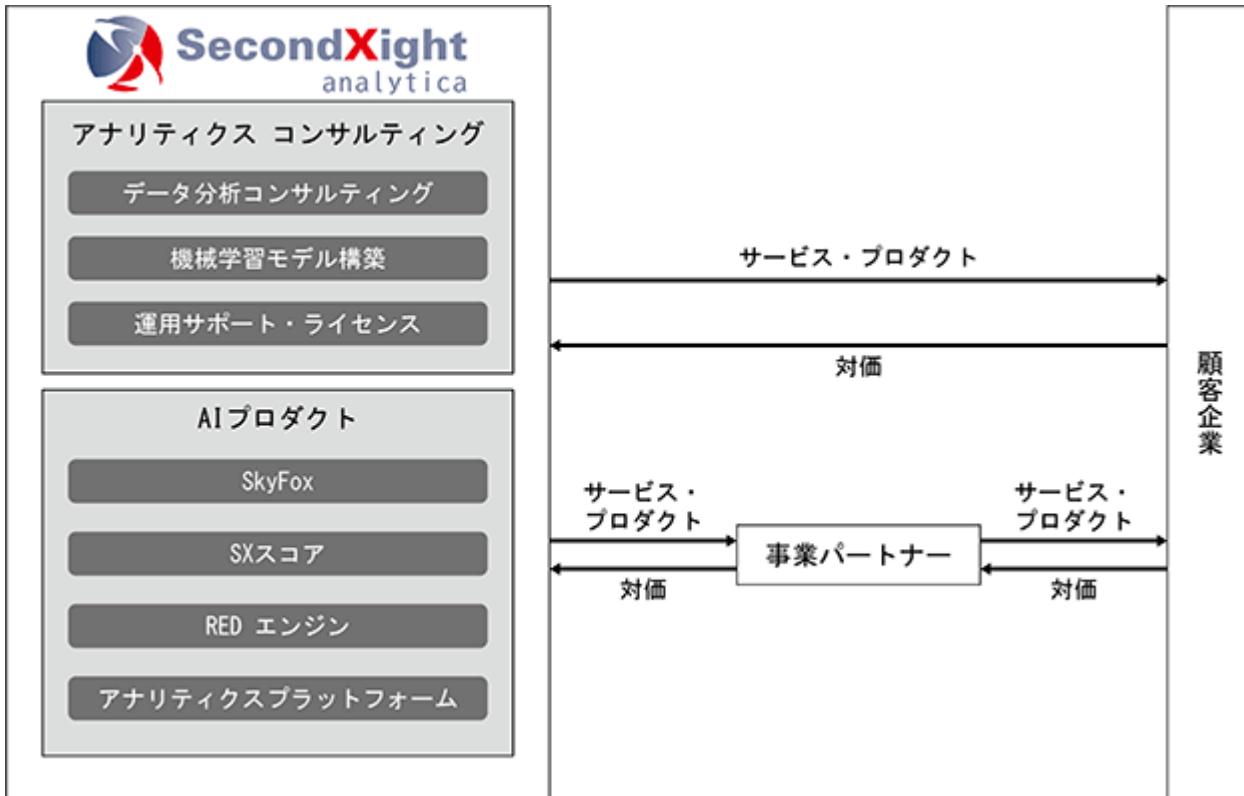 SecondXight
analytica
アナリティクス コンサルティング
データ分析コンサルティング
機械学習モデル構築
運用サポート・ライセンス
AIプロダクト
SkyFox
SXスコア
RED エンジン
アナリティクスプラットフォーム
サービス・プロダクト
対価
サービス・
プロダクト
対価
事業パートナー
サービス・
プロダクト
対価
顧客企業